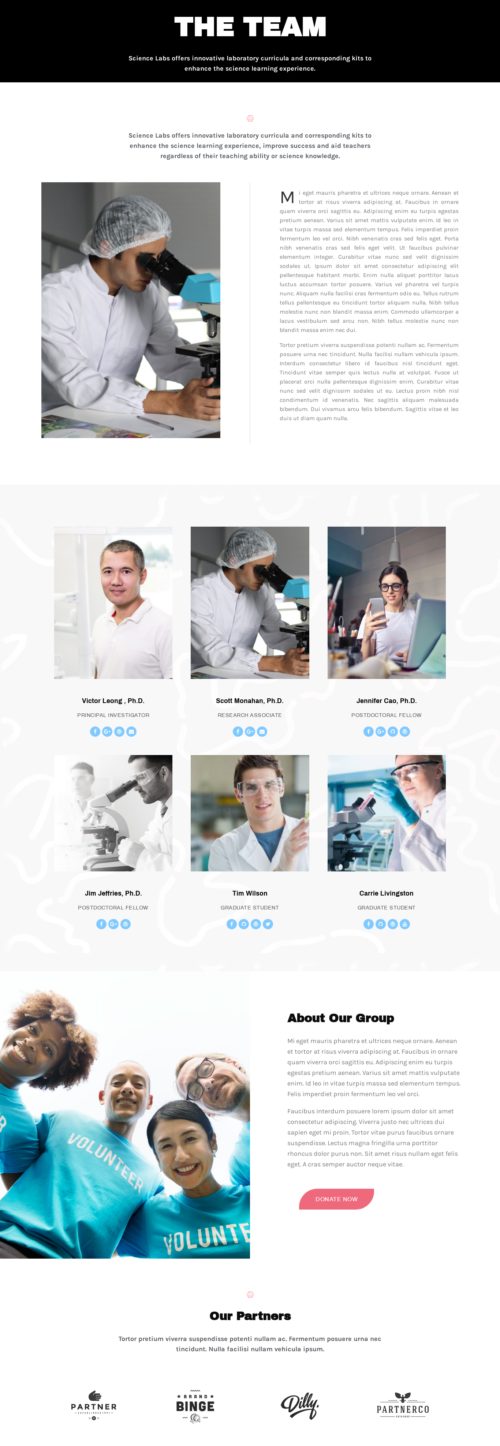 THE TEAM
Science Labs offers innovative laboratory curricula and corresponding kits to
enhance the science learning experience.
Science Labs offers innovative laboratory curricula and corresponding kits to
enhance the science learning experience, improve success and aid teachers
regardless of their teaching ability or science knowledge.
Mi eget mauris pharetra et ultrices neque ornare. Aenean et
tortor at risus viverra adipiscing at. Faucibus in ornare
quam viverra orci sagittis eu. Adipiscing enim eu turpis egestas
pretium aenean. Varius sit amet mattis vulputate enim. Id leo in
vitae turpis massa sed elementum tempus. Felis imperdiet proin
fermentum leo vel orci. Nibh venenatis cras sed felis eget. Porta
nibh venenatis cras sed felis eget velit. Ut faucibus pulvinar
elementum integer. Curabitur vitae nunc sed velit dignissim
sodales ut. Ipsum dolor sit amet consectetur adipiscing elit
pellentesque habitant morbi. Enim nulla aliquet porttitor lacus
luctus accumsan tortor posuere. Varius vel pharetra vel turpis
nunc. Aliquam nulla facilisi cras fermentum odio eu. Tellus rutrum
tellus pellentesque eu tincidunt tortor aliquam nulla. Nibh tellus
molestie nunc non blandit massa enim. Commodo ullamcorper a
lacus vestibulum sed arcu non. Nibh tellus molestie nunc non
blandit massa enim nec dui.
Tortor pretium viverra suspendisse potenti nullam ac. Fermentum
posuere urna nec tincidunt. Nulla facilisi nullam vehicula ipsum.
Interdum consectetur libero id faucibus nisl tincidunt eget.
Tincidunt vitae semper quis lectus nulla at volutpat. Fusce ut
placerat orci nulla pellentesque dignissim enim. Curabitur vitae
nunc sed velit dignissim sodales ut eu. Lectus proin nibh nisl
condimentum id venenatis. Nec sagittis aliquam malesuada
bibendum. Dui vivamus arcu felis bibendum. Sagittis vitae et leo
duis ut diam quam nulla.
Victor Leong , Ph.D.
PRINCIPAL INVESTIGATOR
Scott Monahan, Ph.D.
RESEARCH ASSOCIATE
Jennifer Cao, Ph.D.
POSTDOCTORAL FELLOW
Jim Jeffries, Ph.D.
POSTDOCTORAL FELLOW
Tim Wilson
GRADUATE STUDENT
Carrie Livingston
GRADUATE STUDENT
VOLUNTEER
VOLUNTEER
About Our Group
Mi eget mauris pharetra et ultrices neque ornare. Aenean
et tortor at risus viverra adipiscing at. Faucibus in ornare
quam viverra orci sagittis eu. Adipiscing enim eu turpis
egestas pretium aenean. Varius sit amet mattis vulputate
enim. Id leo in vitae turpis massa sed elementum tempus.
Felis imperdiet proin fermentum leo vel orci.
Faucibus interdum posuere lorem ipsum dolor sit amet
consectetur adipiscing. Viverra justo nec ultrices dui
sapien eget mi proin. Tortor vitae purus faucibus ornare
suspendisse. Lectus magna fringilla urna porttitor
rhoncus dolor purus non. Sit amet risus nullam eget felis
eget. A cras semper auctor neque vitae.
DONATE NOW
Our Partners
Tortor pretium viverra suspendisse potenti nullam ac. Fermentum posuere urna nec
tincidunt. Nulla facilisi nullam vehicula ipsum.
PARTNER
BRAND
BINGE
Dilly.
PARTNERCO